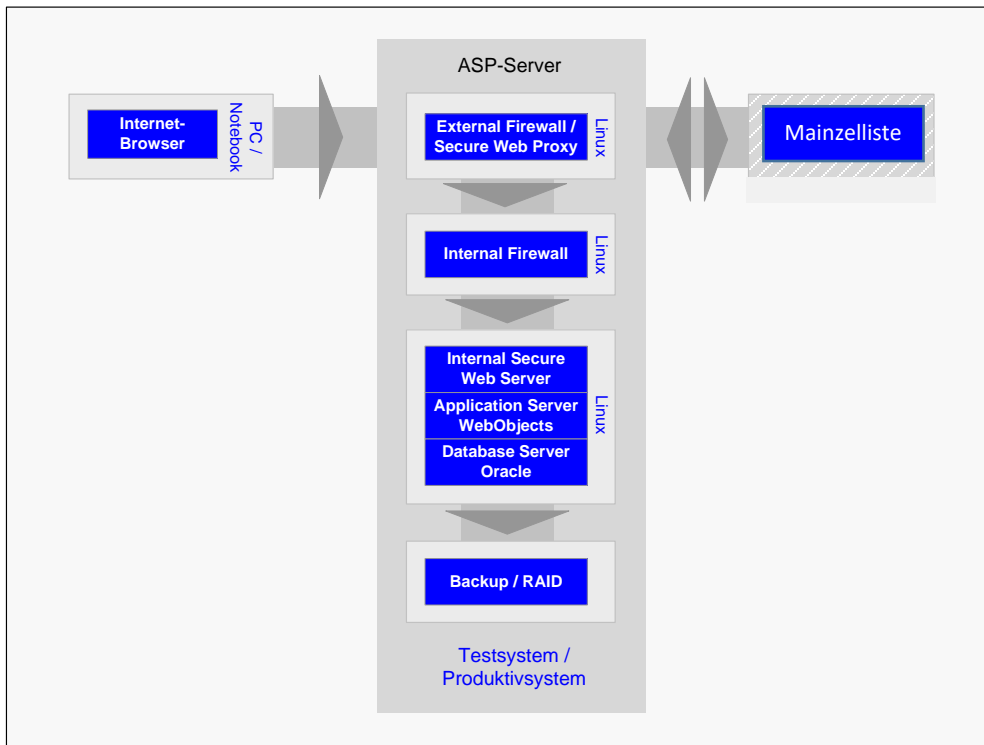 ASP-Server
Internet-
Browser
PC /
Notebook
External Firewall /
Secure Web Proxy
Linux
Mainzelliste
Internal Firewall
Linux
Internal Secure
Web Server
Application Server
WebObjects
Database Server
Oracle
Linux
Backup / RAID
Testsystem /
Produktivsystem